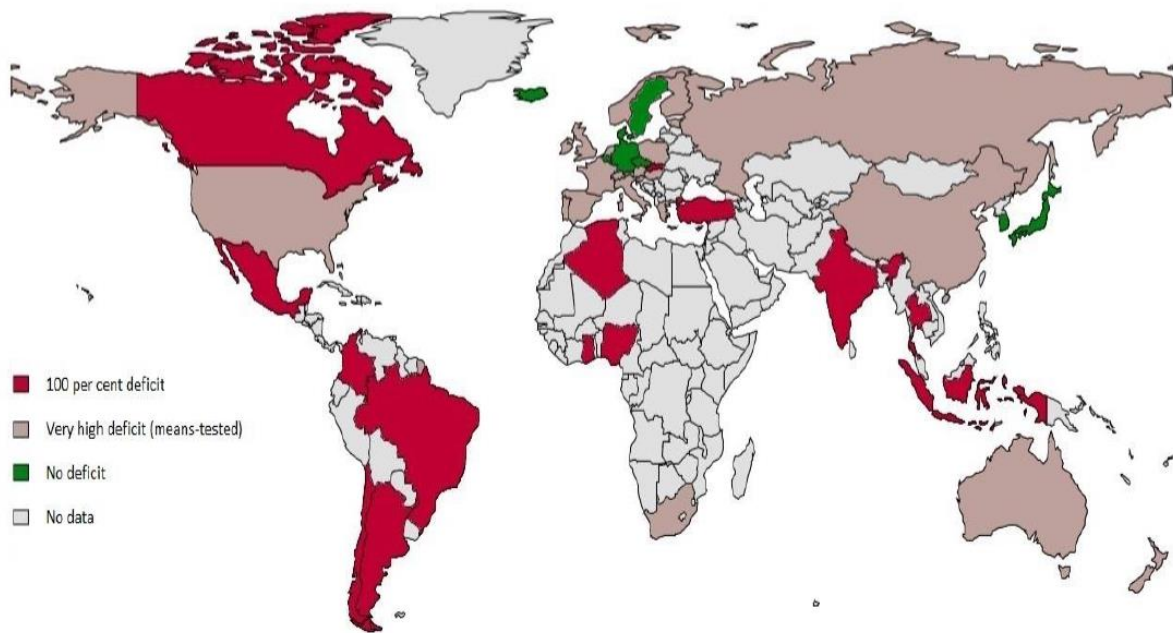 100 per cent deficit
Very high deficit (means-tested)
No deficit
No data